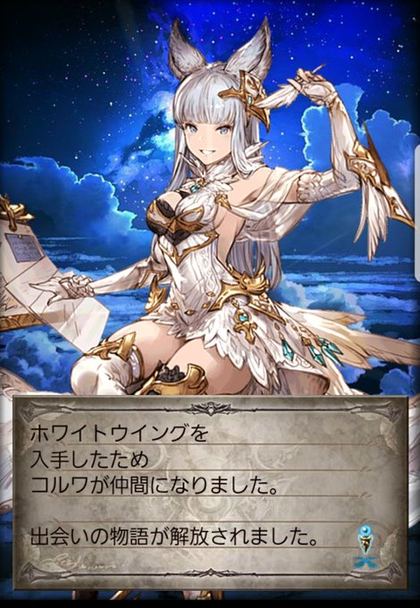 ホワイトウイングを
入手したため
コルワが仲間になりました。
出会いの物語が解放されました。